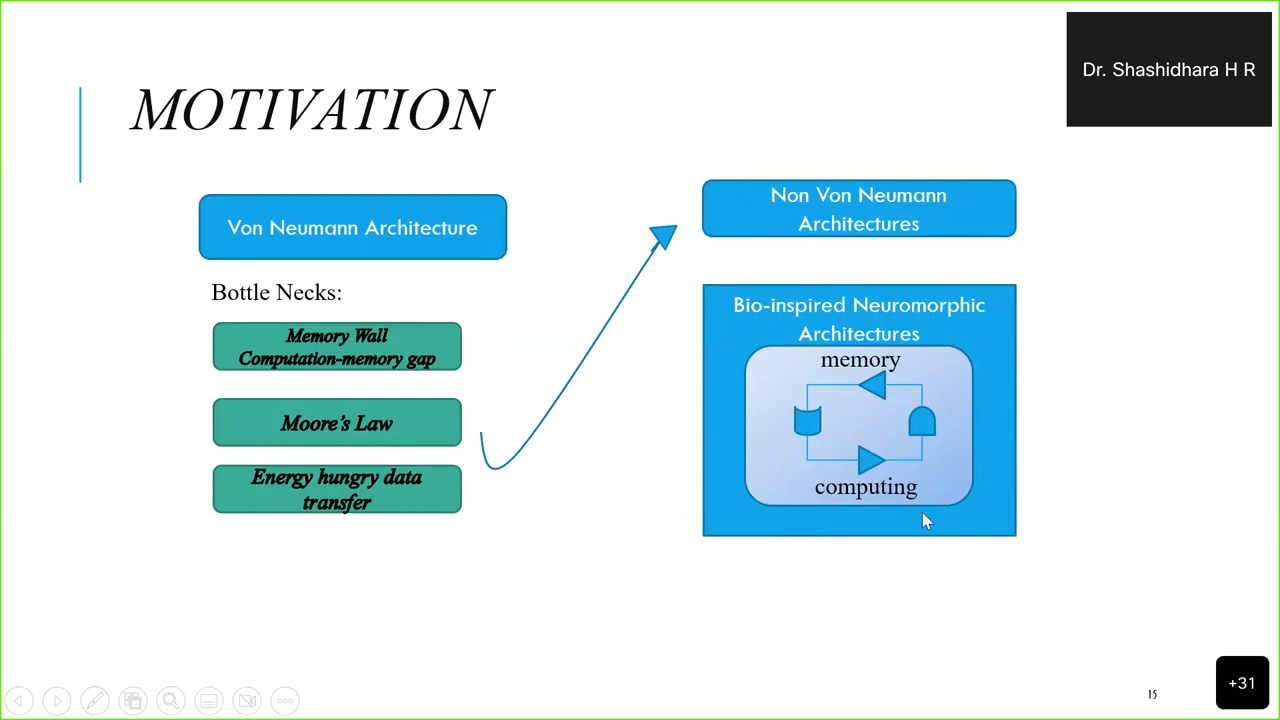 Dr. Shashidhara H R
MOTIVATION
Von Neumann Architecture
Bottle Necks:
Memory Wall
Computation-memory gap
Moore's Law
Energy hungry data
transfer
Non Von Neumann
Architectures
Bio-inspired Neuromorphic
Architectures
memory
computing
15
+31